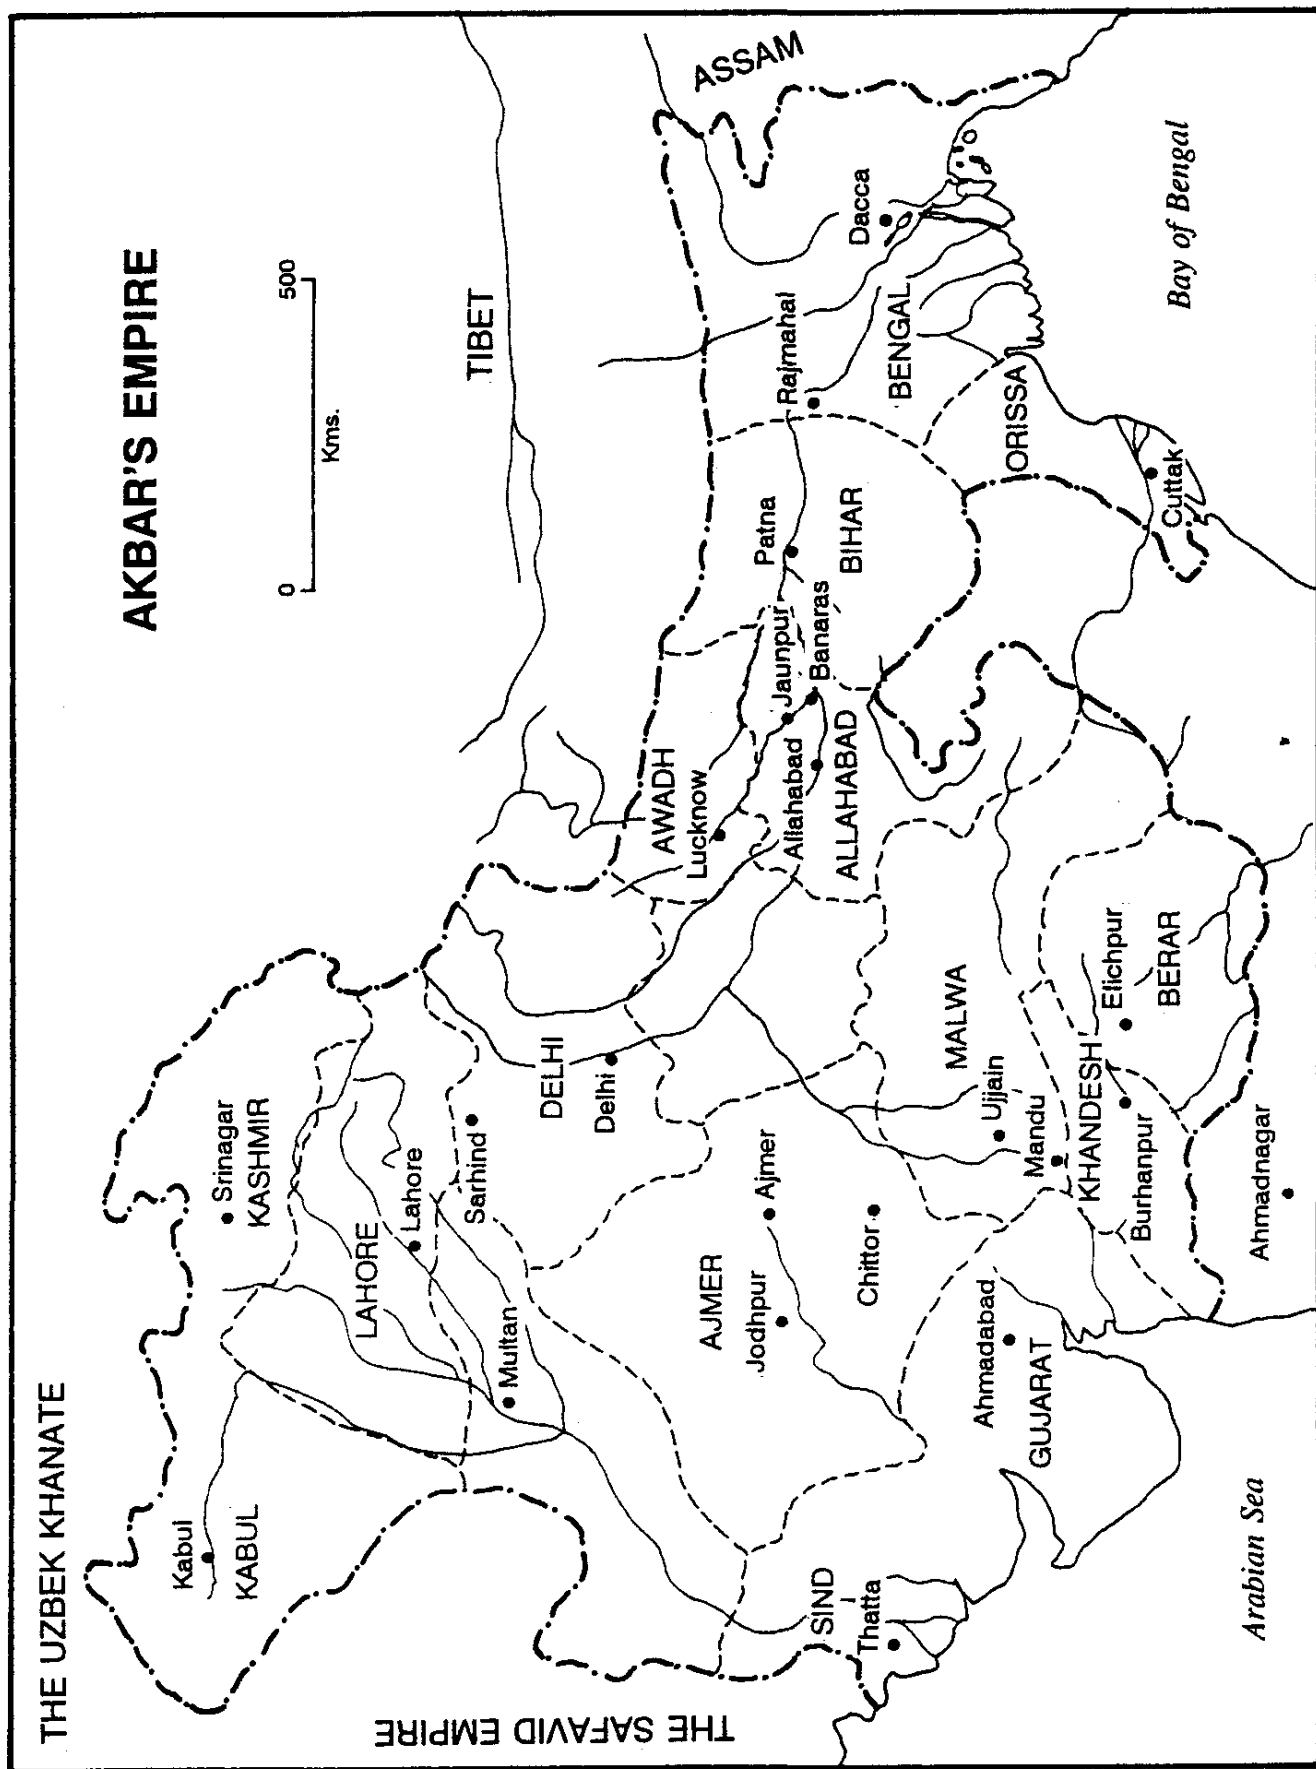 AKBAR'S EMPIRE
0 500
Kms.
THE UZBEK KHANATE
THE SAFAVID EMPIRE
TIBET
ASSAM
Kabul
KABUL
Srinagar
KASHMIR
LAHORE
Lahore
Multan
Sarhind
DELHI
Delhi
AWADH
Lucknow
Jaunpur
Banaras
Allahabad
ALLAHABAD
Patna
BIHAR
Rajmahal
BENGAL
Dacca
ORISSA
Cuttak
AJMER
Ajmer
Jodhpur
Chittor
SIND
Thatta
MALWA
Ujjain
Mandu
Ahmadabad
GUJARAT
KHANDESH
Burhanpur
Elichpur
BERAR
Ahmadnagar
Arabian Sea
Bay of Bengal